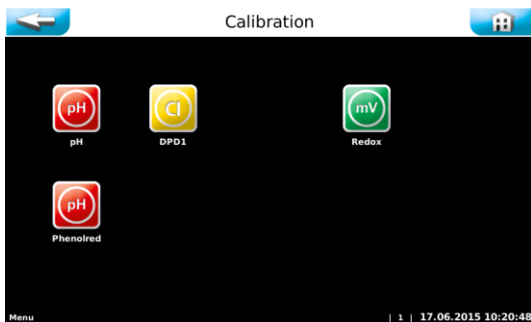 Calibration
pH Cl mV
pH DPD1 Redox
pH
Phenolred
Menu | 1 | 17.06.2015 10:20:48